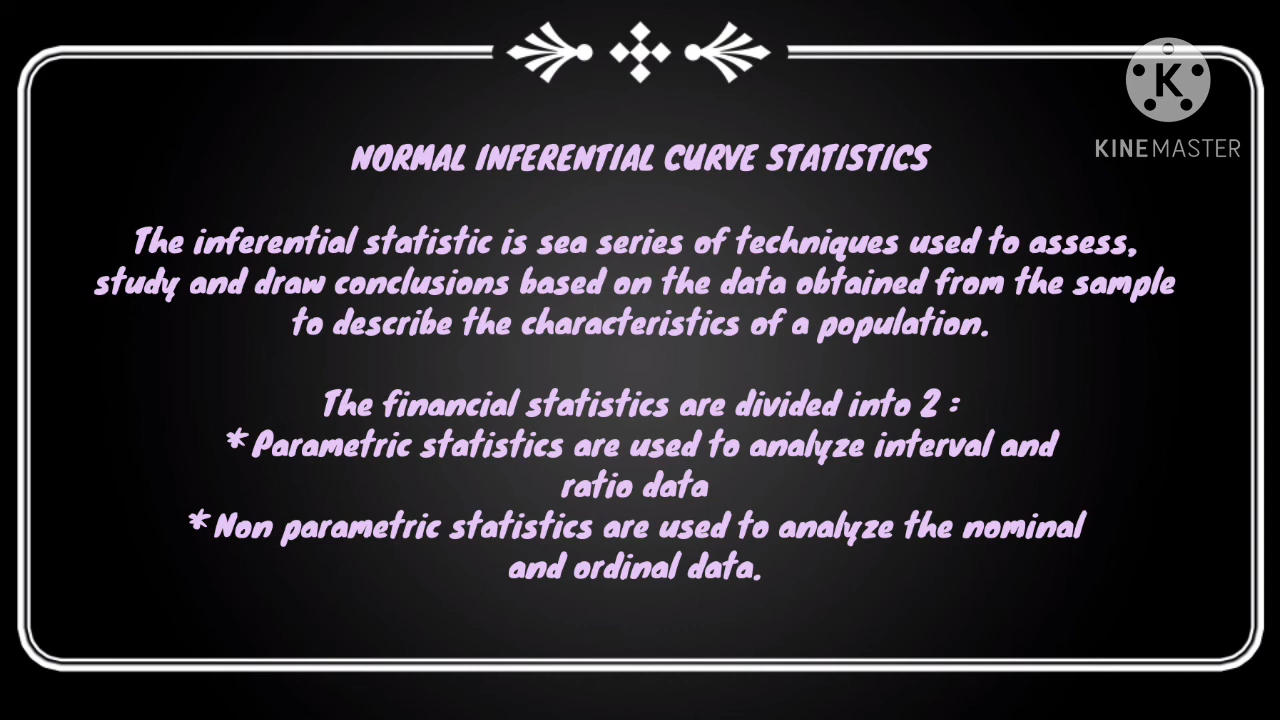 K
KINEMASTER
NORMAL INFERENTIAL CURVE STATISTICS
The inferential statistic is sea series of techniques used to assess,
study and draw conclusions based on the data obtained from the sample
to describe the characteristics of a population.
The financial statistics are divided into 2 :
* Parametric statistics are used to analyze interval and
ratio data
* Non parametric statistics are used to analyze the nominal
and ordinal data.